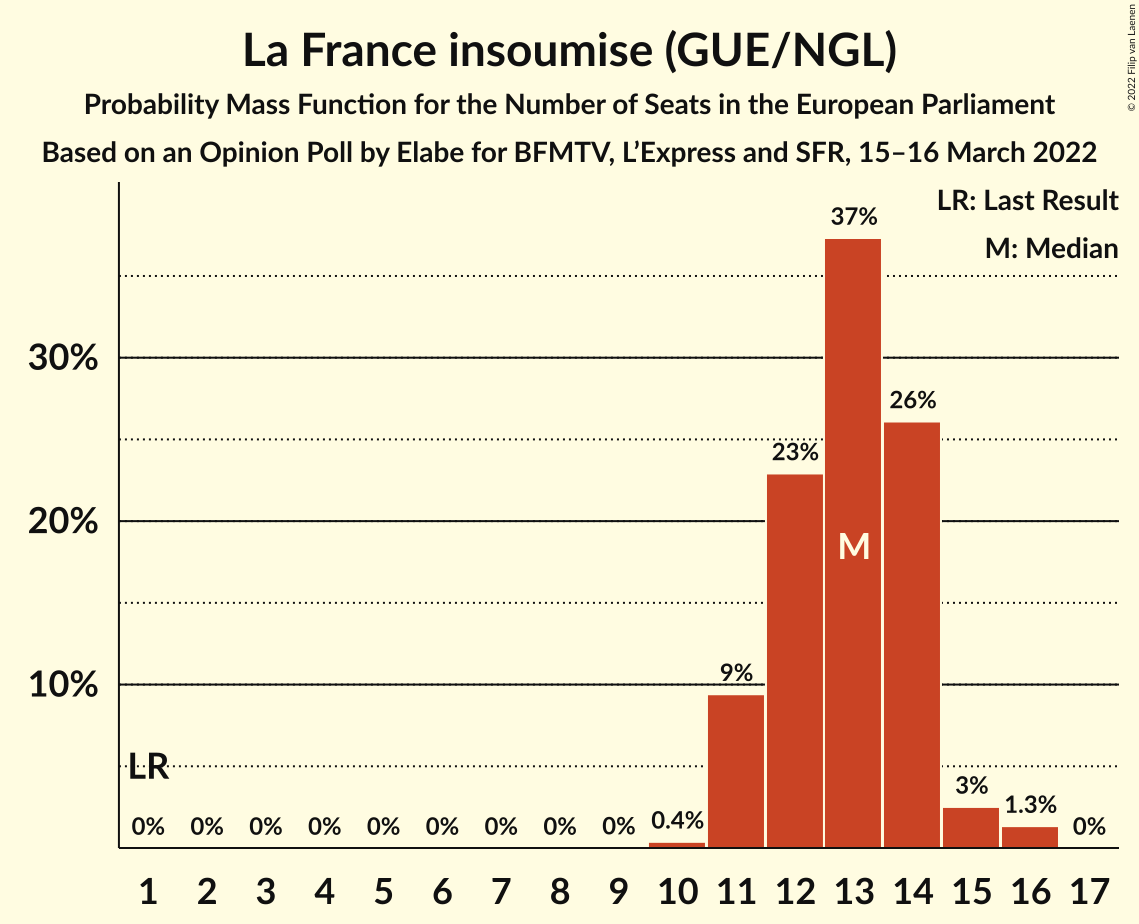 La France insoumise (GUE/NGL)
Probability Mass Function for the Number of Seats in the European Parliament
Based on an Opinion Poll by Elabe for BFMTV, L’Express and SFR, 15–16 March 2022
© 2022 Filip van Laenen
LR: Last Result
M: Median
37%
30%
26%
23%
20%
M
10%
9%
LR
3%
1.3%
0.4%
0% 0% 0% 0% 0% 0% 0% 0% 0% 0%
1 2 3 4 5 6 7 8 9 10 11 12 13 14 15 16 17